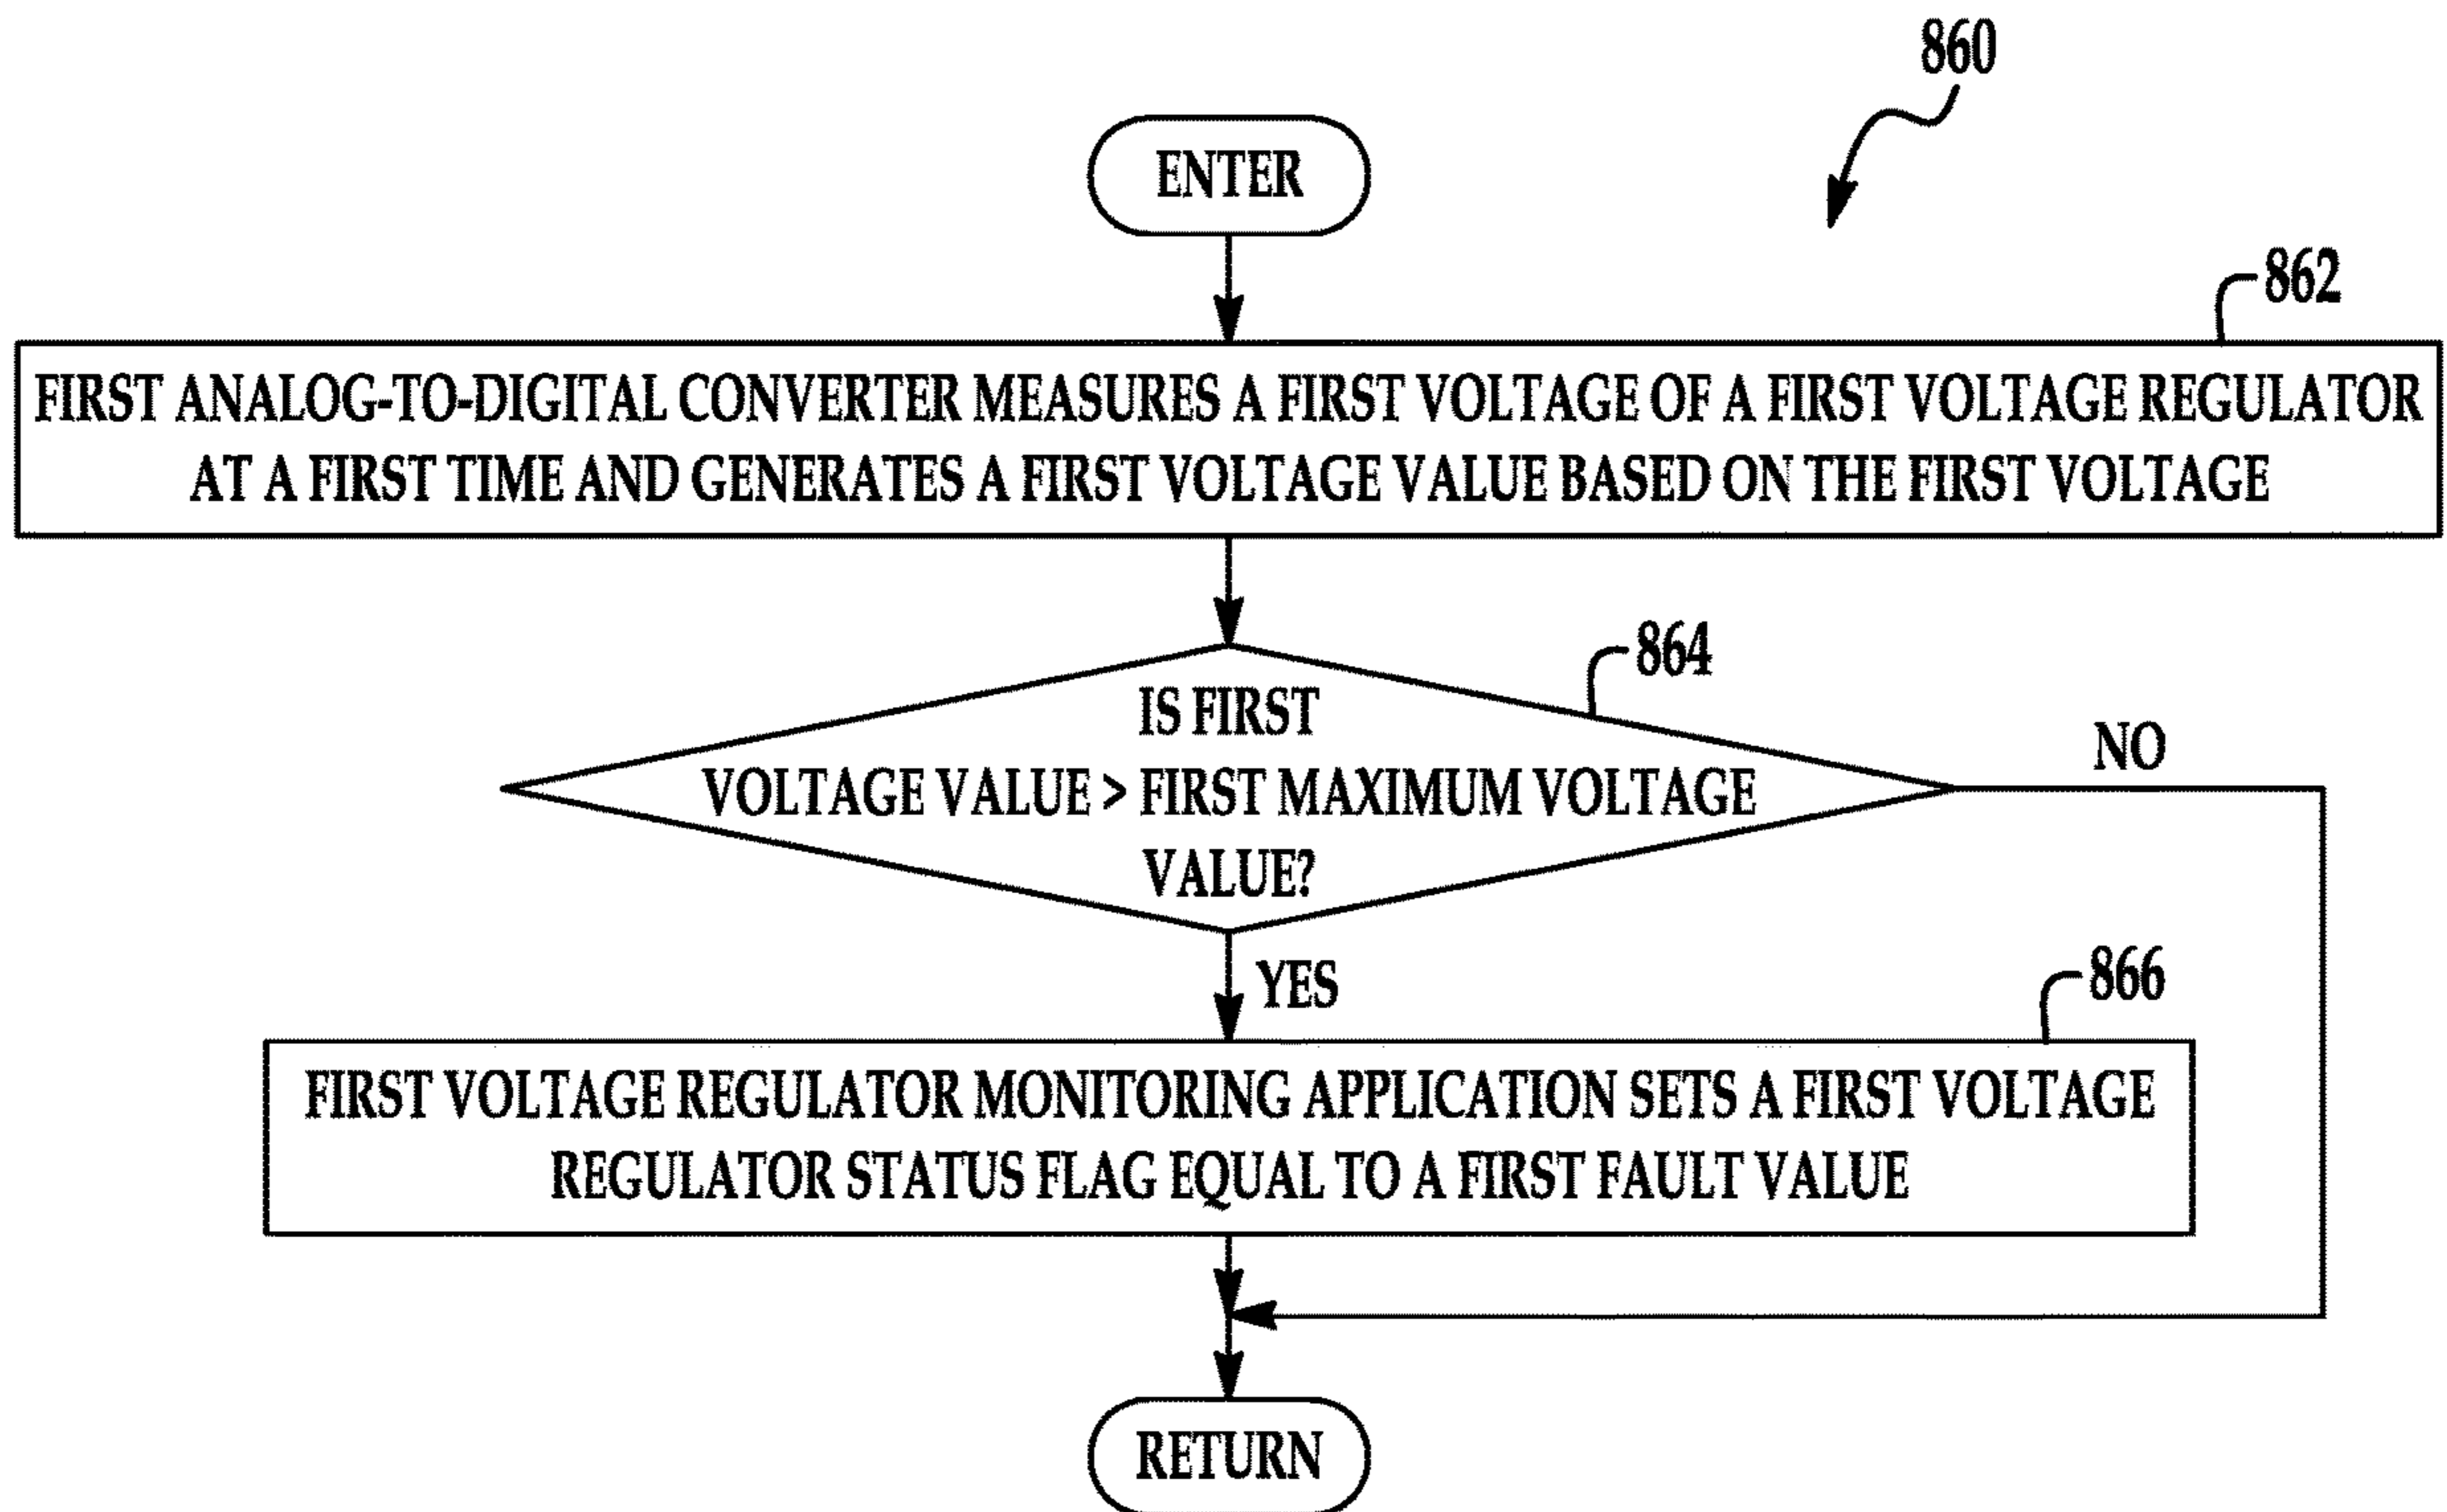 860
ENTER
862
FIRST ANALOG-TO-DIGITAL CONVERTER MEASURES A FIRST VOLTAGE OF A FIRST VOLTAGE REGULATOR
AT A FIRST TIME AND GENERATES A FIRST VOLTAGE VALUE BASED ON THE FIRST VOLTAGE
864
IS FIRST
VOLTAGE VALUE > FIRST MAXIMUM VOLTAGE
VALUE?
NO
YES
866
FIRST VOLTAGE REGULATOR MONITORING APPLICATION SETS A FIRST VOLTAGE
REGULATOR STATUS FLAG EQUAL TO A FIRST FAULT VALUE
RETURN